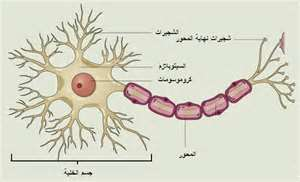 الشجيرات
شجيرات نهاية المحور
السيتوبلازم
كروموسومات
المحور
جسم الخلية